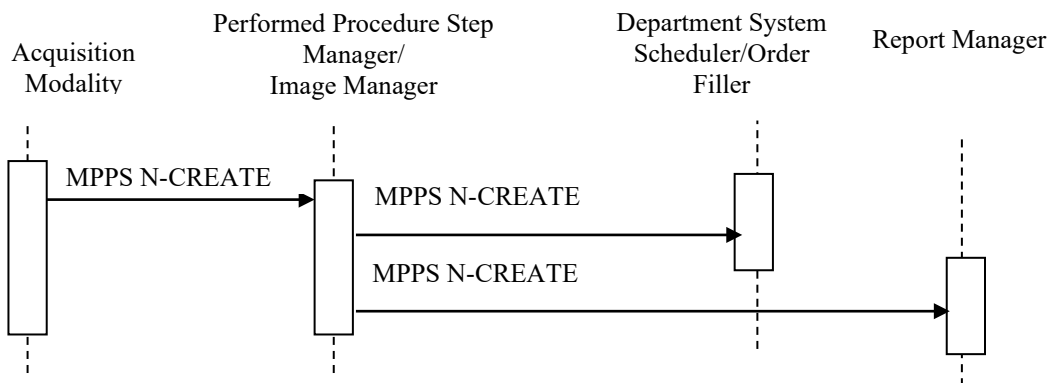 Acquisition
Modality
Performed Procedure Step
Manager/
Image Manager
Department System
Scheduler/Order
Filler
Report Manager
MPPS N-CREATE
MPPS N-CREATE
MPPS N-CREATE